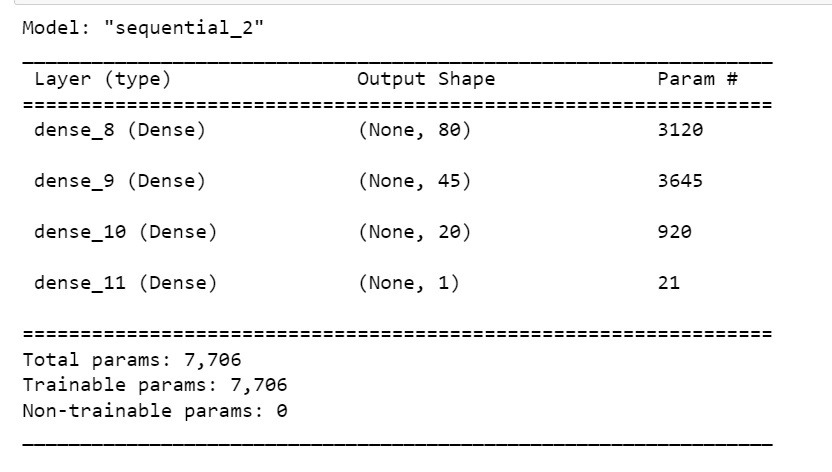 Model: "sequential_2"
Layer (type) Output Shape Param #
dense_8 (Dense) (None, 80) 3120
dense_9 (Dense) (None, 45) 3645
dense_10 (Dense) (None, 20) 920
dense_11 (Dense) (None, 1) 21
Total params: 7,706
Trainable params: 7,706
Non-trainable params: 0